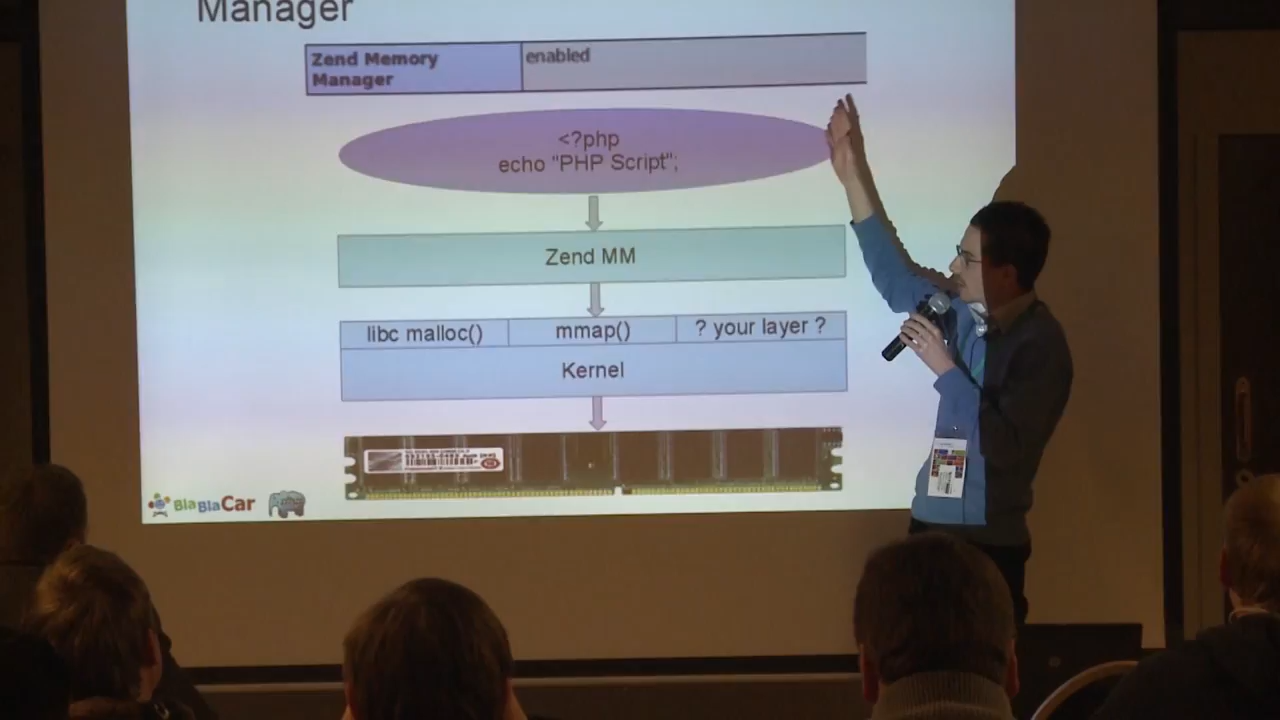 Manager
Zend Memory
Manager
enabled
<?php
echo "PHP Script";
Zend MM
libc malloc()
mmap()
? your layer ?
Kernel
BlaBlaCar